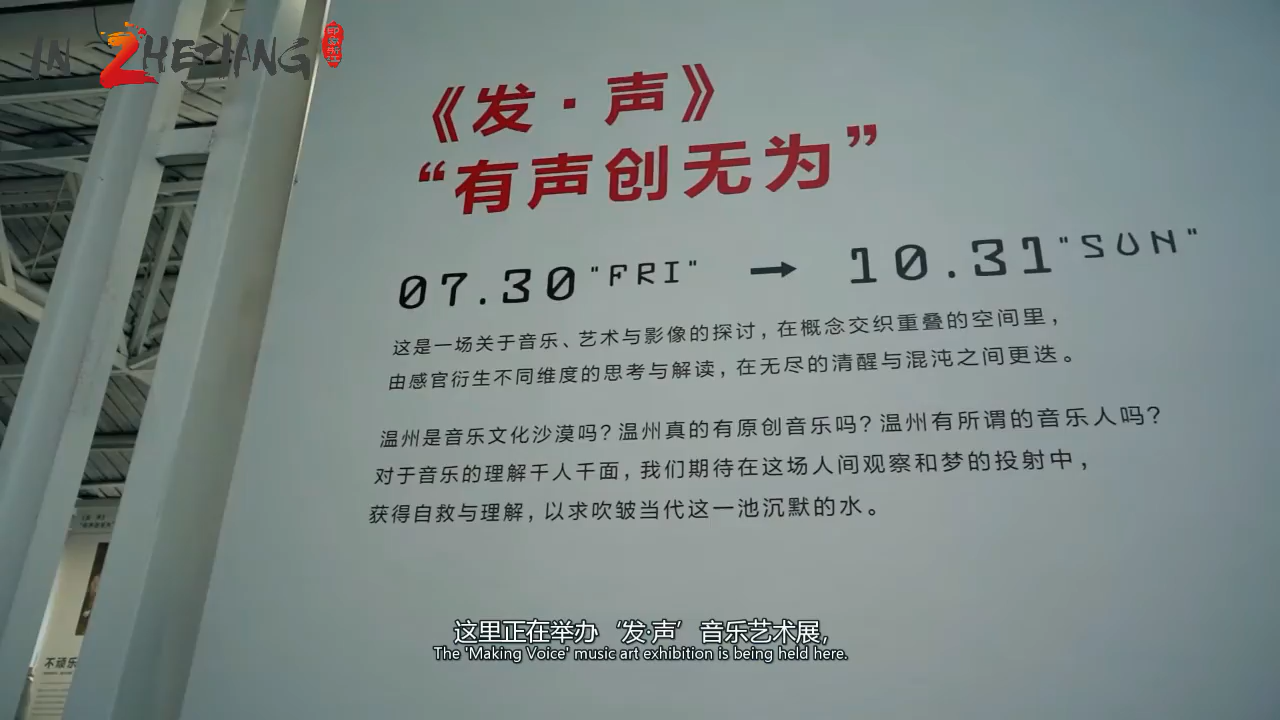 IN ZHEJIANG
印象浙江
《发·声》
“有声创无为”
07.30"FRI" → 10.31"SUN"
这是一场关于音乐、艺术与影像的探讨，在概念交织重叠的空间里，
由感官衍生不同维度的思考与解读，在无尽的清醒与混沌之间更迭。
温州是音乐文化沙漠吗？温州真的有原创音乐吗？温州有所谓的音乐人吗？
对于音乐的理解千人千面，我们期待在这场人间观察和梦的投射中，
获得自救与理解，以求吹皱当代这一池沉默的水。
不顽乐
这里正在举办‘发·声’音乐艺术展，
The 'Making Voice' music art exhibition is being held here.